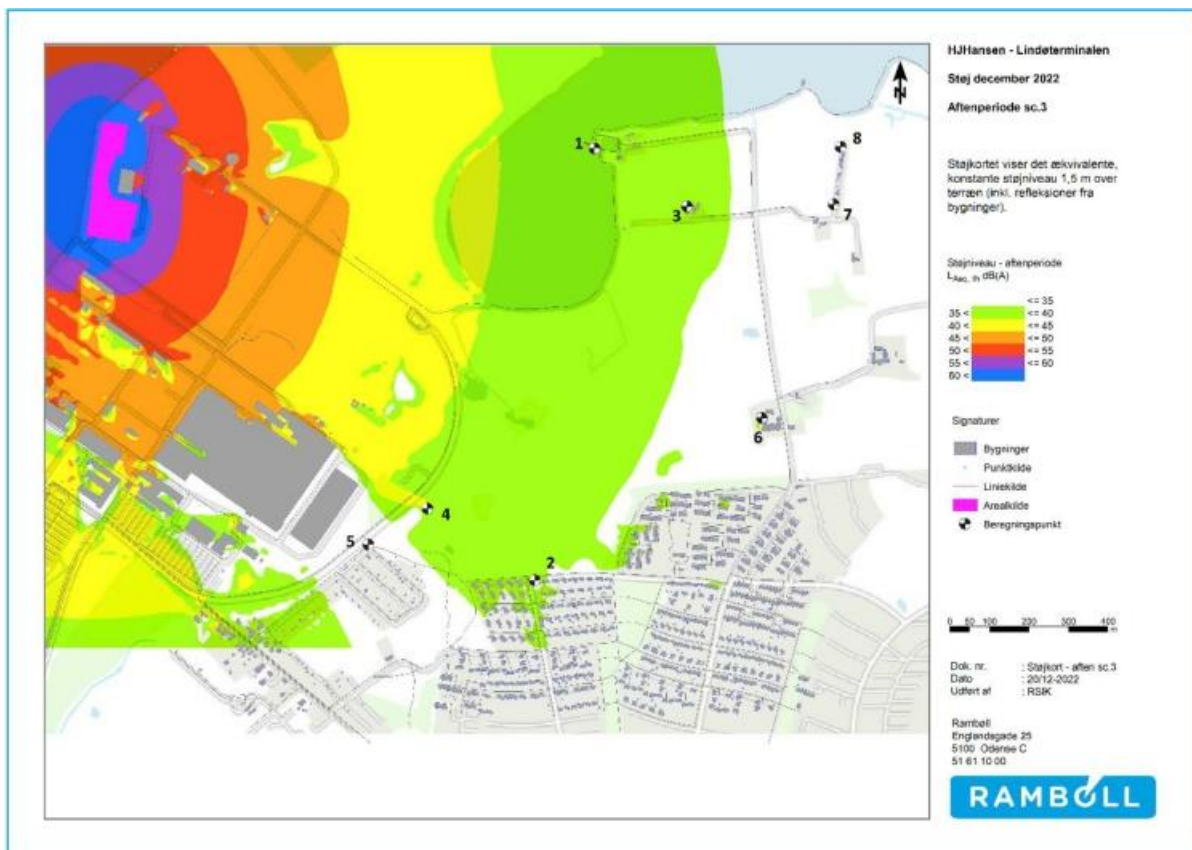 HJHansen - Lindøterminalen
Støj december 2022
Aftenperiode sc.3
N
Støjkortet viser det ækvivalente,
konstante støjniveau 1,5 m over
terræn (inkl. refleksioner fra
bygninger).
Støjniveau - aftenperiode
LAeq, 1h dB(A)
<= 35
35 < <= 40
40 < <= 45
45 < <= 50
50 < <= 55
55 < <= 60
60 <
Signaturer
Bygninger
Punktkilde
Liniekilde
Arealkilde
Beregningspunkt
1
8
3
7
6
4
5
2
0 50 100 200 300 400
m
Dok. nr. : Støjkort - aften sc.3
Dato : 20/12-2022
Udført af : RSIK
Rambøll
Englandsgade 25
5100 Odense C
51 61 10 00
RAMBOLL